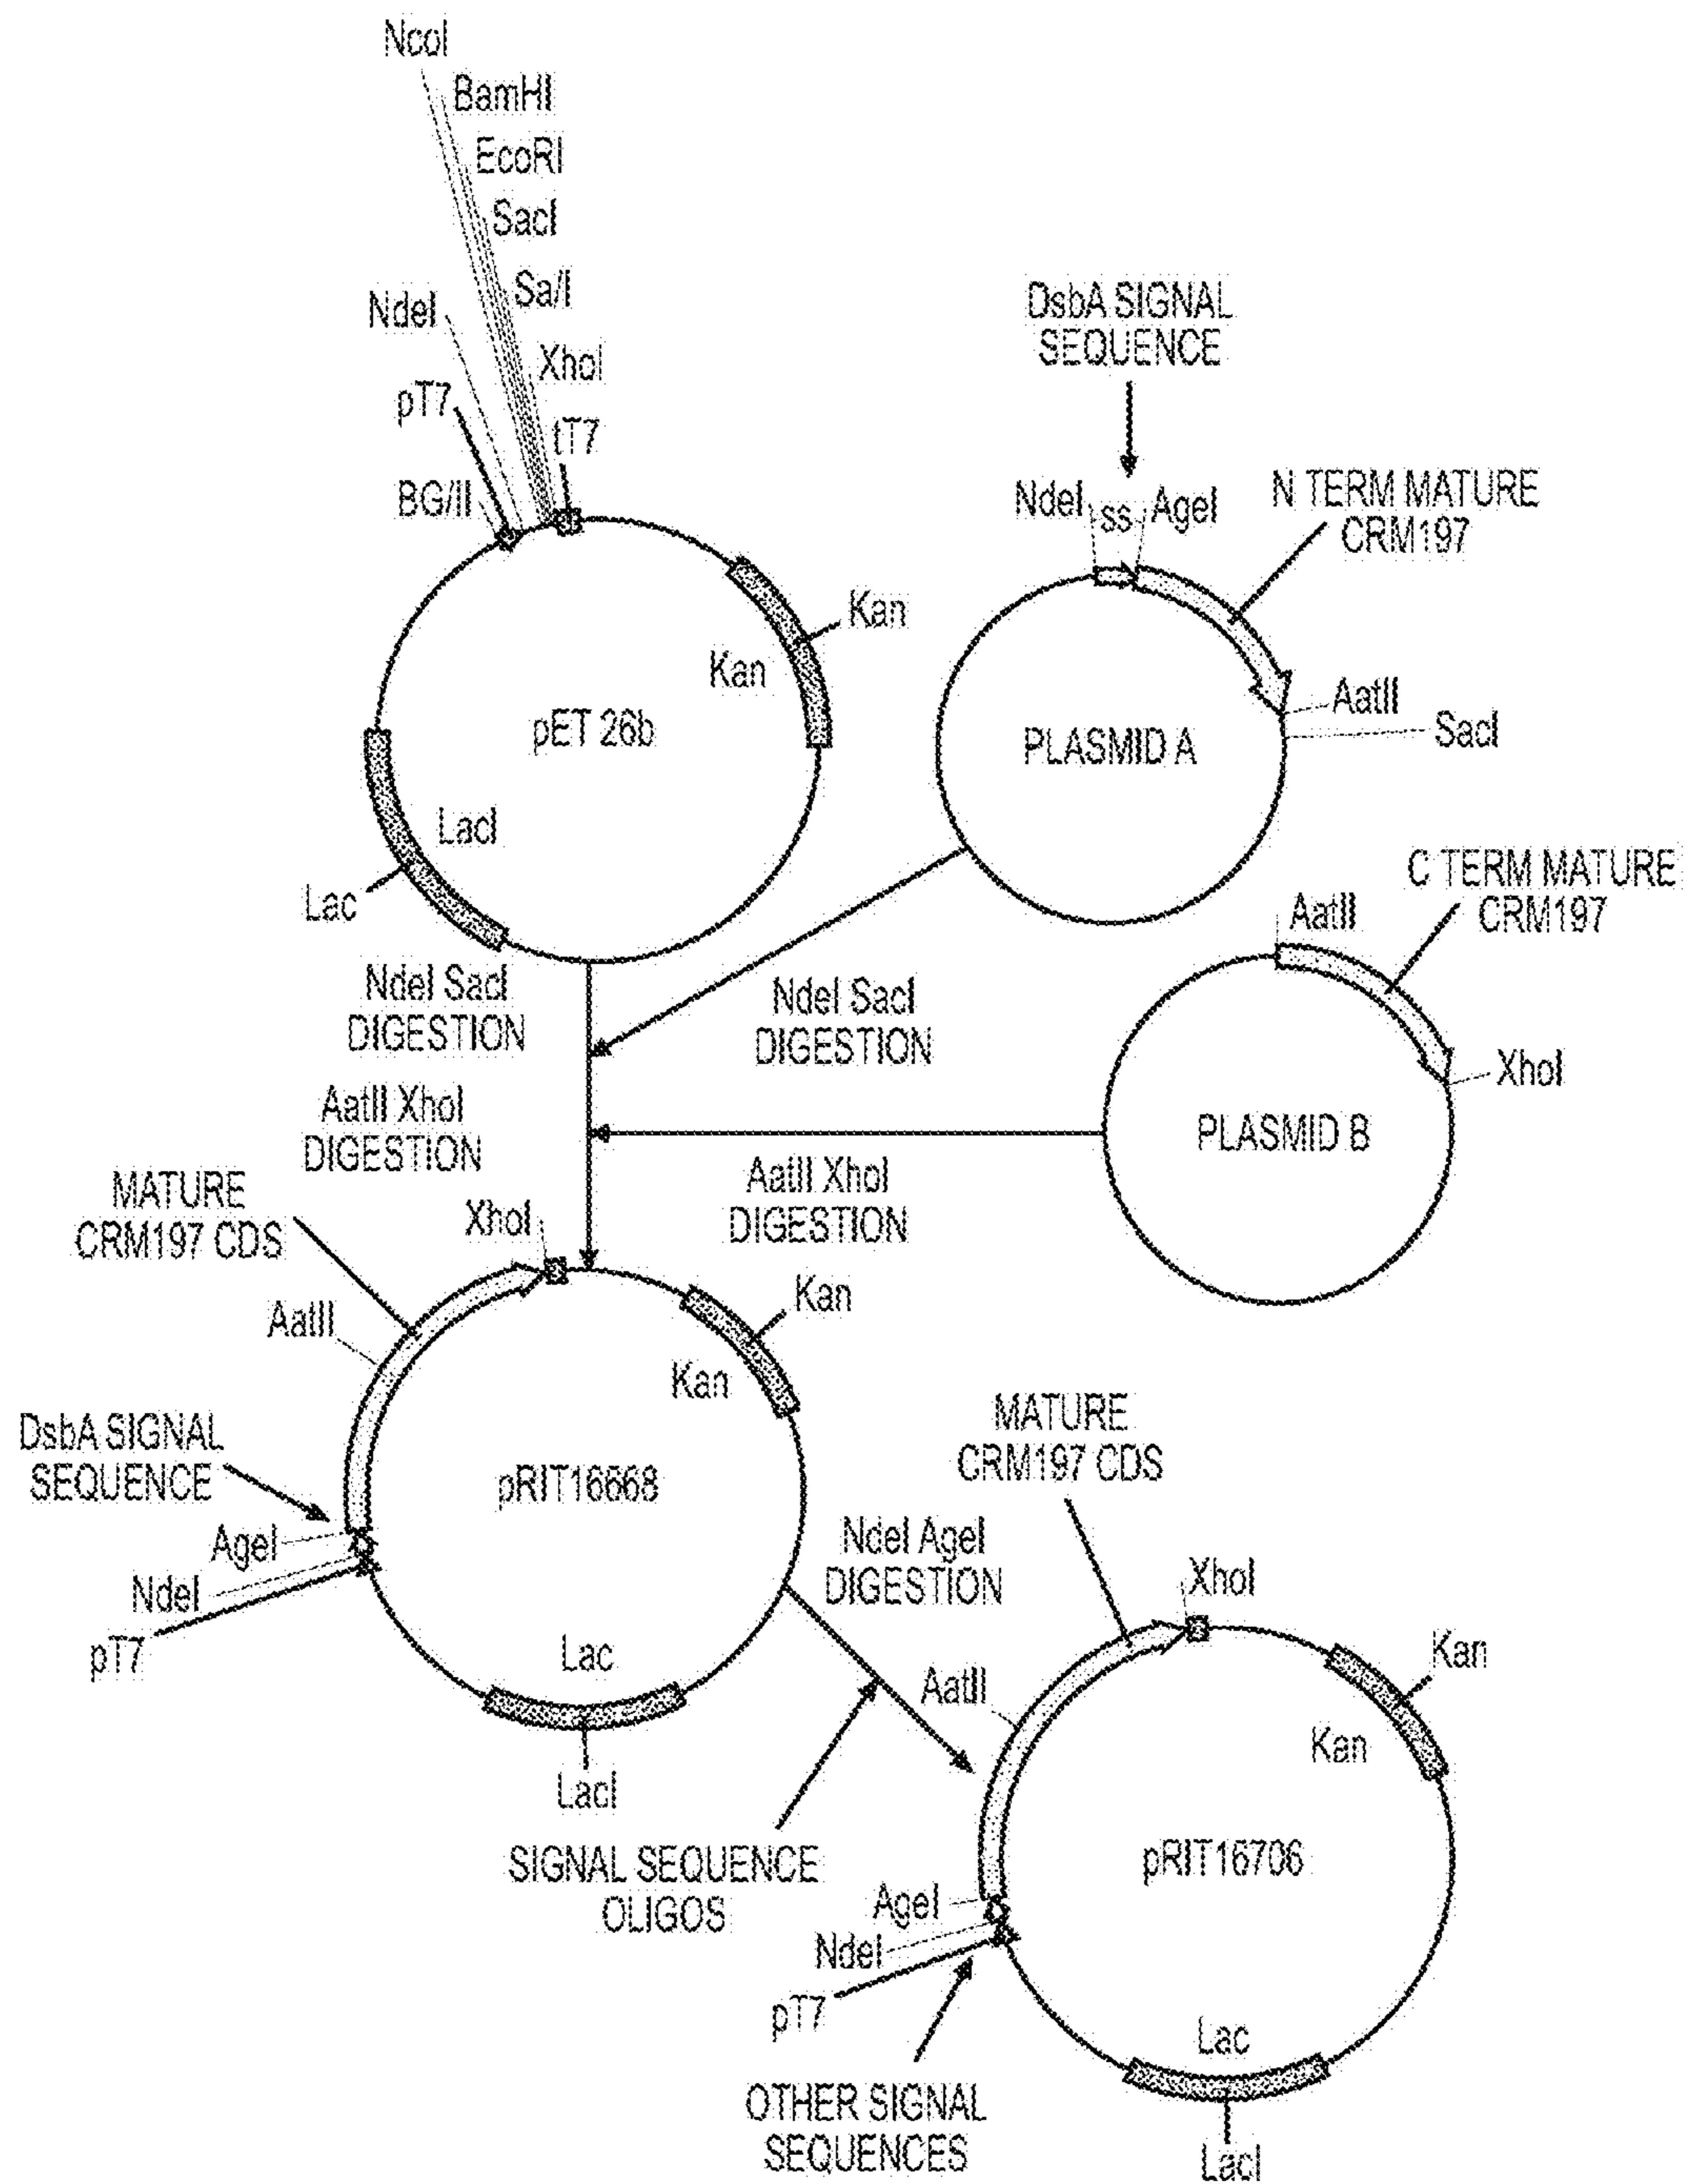 NcoI
BamHI
EcoRI
SacI
Sa/I
NdeI
XhoI
pT7
tT7
BG/II
Kan
Kan
pET 26b
LacI
Lac
DsbA SIGNAL
SEQUENCE
NdeI
ss
AgeI
N TERM MATURE
CRM197
AatII
SacI
PLASMID A
C TERM MATURE
CRM197
AatII
XhoI
PLASMID B
NdeI SacI
DIGESTION
NdeI SacI
DIGESTION
AatII XhoI
DIGESTION
AatII XhoI
DIGESTION
MATURE
CRM197 CDS
XhoI
AatII
Kan
Kan
DsbA SIGNAL
SEQUENCE
pRIT16668
AgeI
NdeI
pT7
Lac
LacI
NdeI AgeI
DIGESTION
SIGNAL SEQUENCE
OLIGOS
MATURE
CRM197 CDS
XhoI
Kan
AatII
Kan
pRIT16706
AgeI
NdeI
pT7
Lac
OTHER SIGNAL
SEQUENCES
LacI